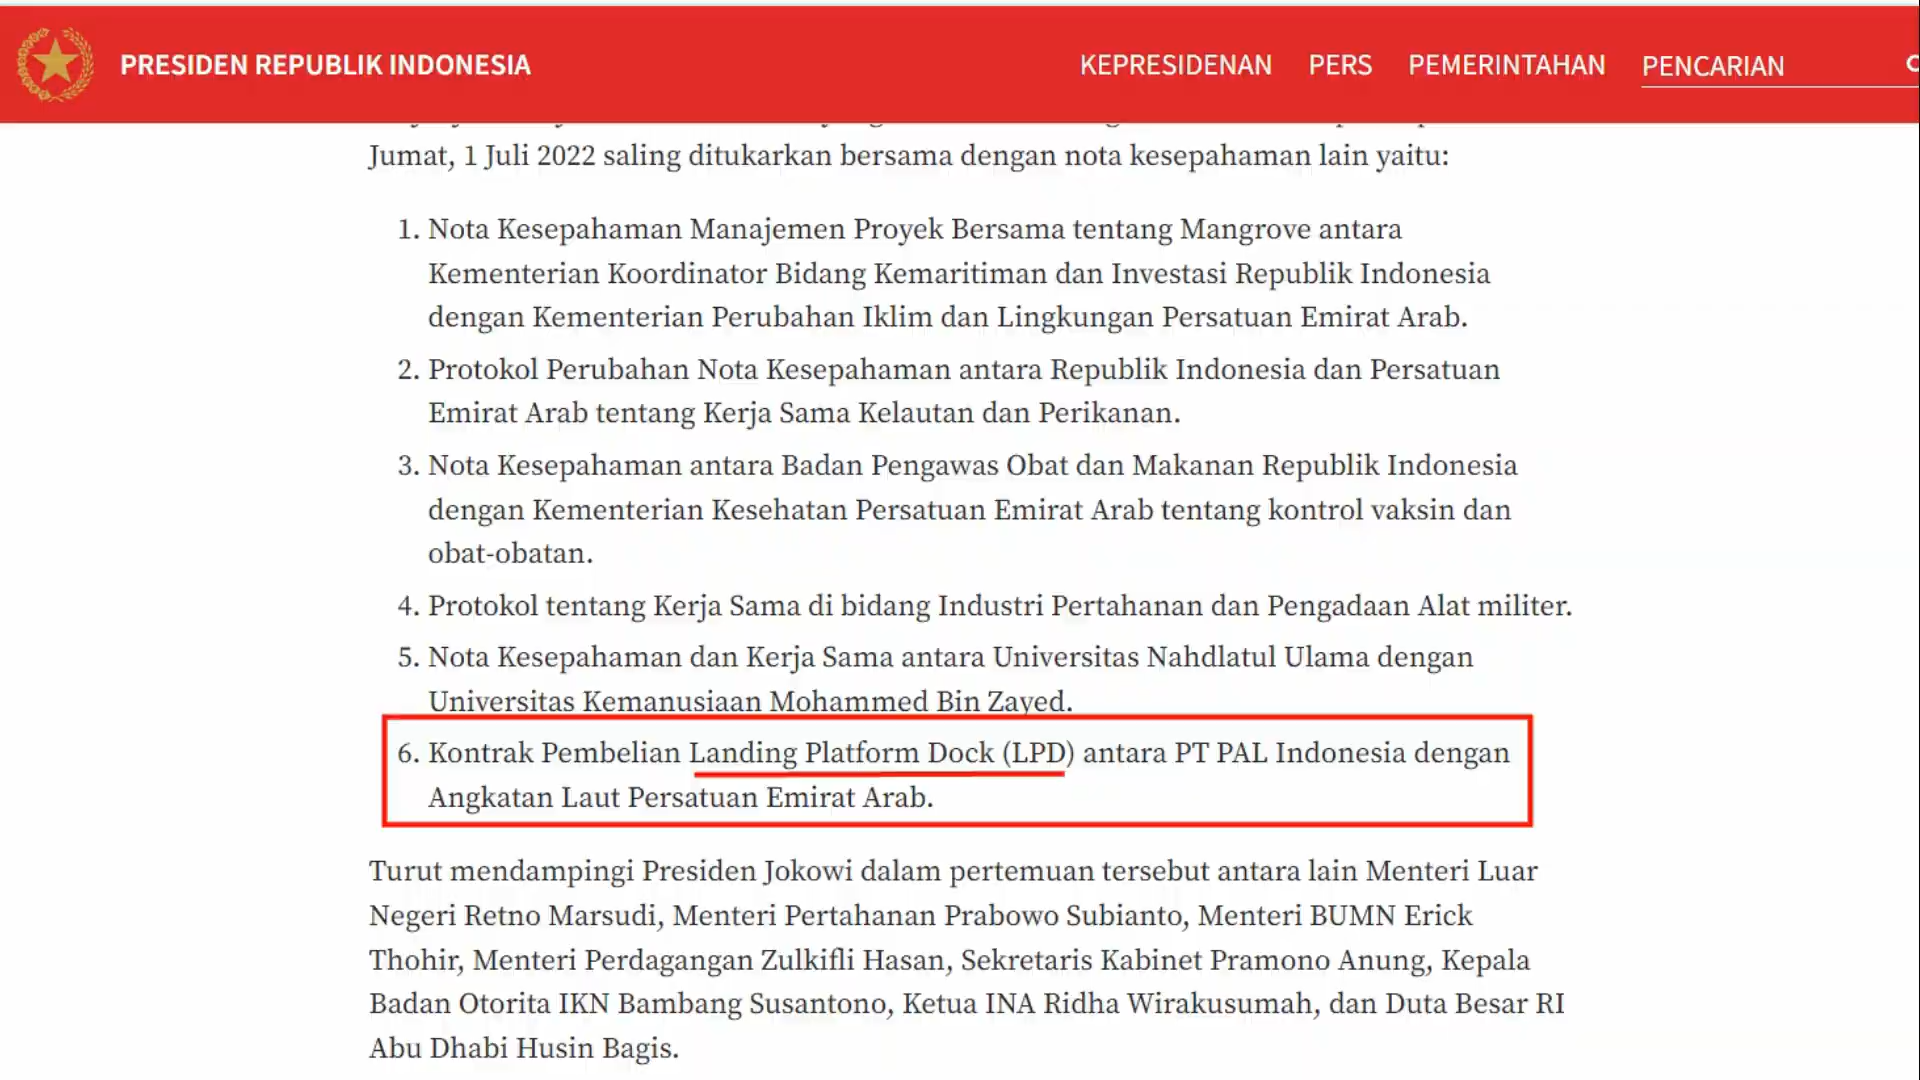 PRESIDEN REPUBLIK INDONESIA
KEPRESIDENAN
PERS
PEMERINTAHAN
PENCARIAN
Jumat, 1 Juli 2022 saling ditukarkan bersama dengan nota kesepahaman lain yaitu:
1. Nota Kesepahaman Manajemen Proyek Bersama tentang Mangrove antara
Kementerian Koordinator Bidang Kemaritiman dan Investasi Republik Indonesia
dengan Kementerian Perubahan Iklim dan Lingkungan Persatuan Emirat Arab.
2. Protokol Perubahan Nota Kesepahaman antara Republik Indonesia dan Persatuan
Emirat Arab tentang Kerja Sama Kelautan dan Perikanan.
3. Nota Kesepahaman antara Badan Pengawas Obat dan Makanan Republik Indonesia
dengan Kementerian Kesehatan Persatuan Emirat Arab tentang kontrol vaksin dan
obat-obatan.
4. Protokol tentang Kerja Sama di bidang Industri Pertahanan dan Pengadaan Alat militer.
5. Nota Kesepahaman dan Kerja Sama antara Universitas Nahdlatul Ulama dengan
Universitas Kemanusiaan Mohammed Bin Zayed.
6. Kontrak Pembelian Landing Platform Dock (LPD) antara PT PAL Indonesia dengan
Angkatan Laut Persatuan Emirat Arab.
Turut mendampingi Presiden Jokowi dalam pertemuan tersebut antara lain Menteri Luar
Negeri Retno Marsudi, Menteri Pertahanan Prabowo Subianto, Menteri BUMN Erick
Thohir, Menteri Perdagangan Zulkifli Hasan, Sekretaris Kabinet Pramono Anung, Kepala
Badan Otorita IKN Bambang Susantono, Ketua INA Ridha Wirakusumah, dan Duta Besar RI
Abu Dhabi Husin Bagis.